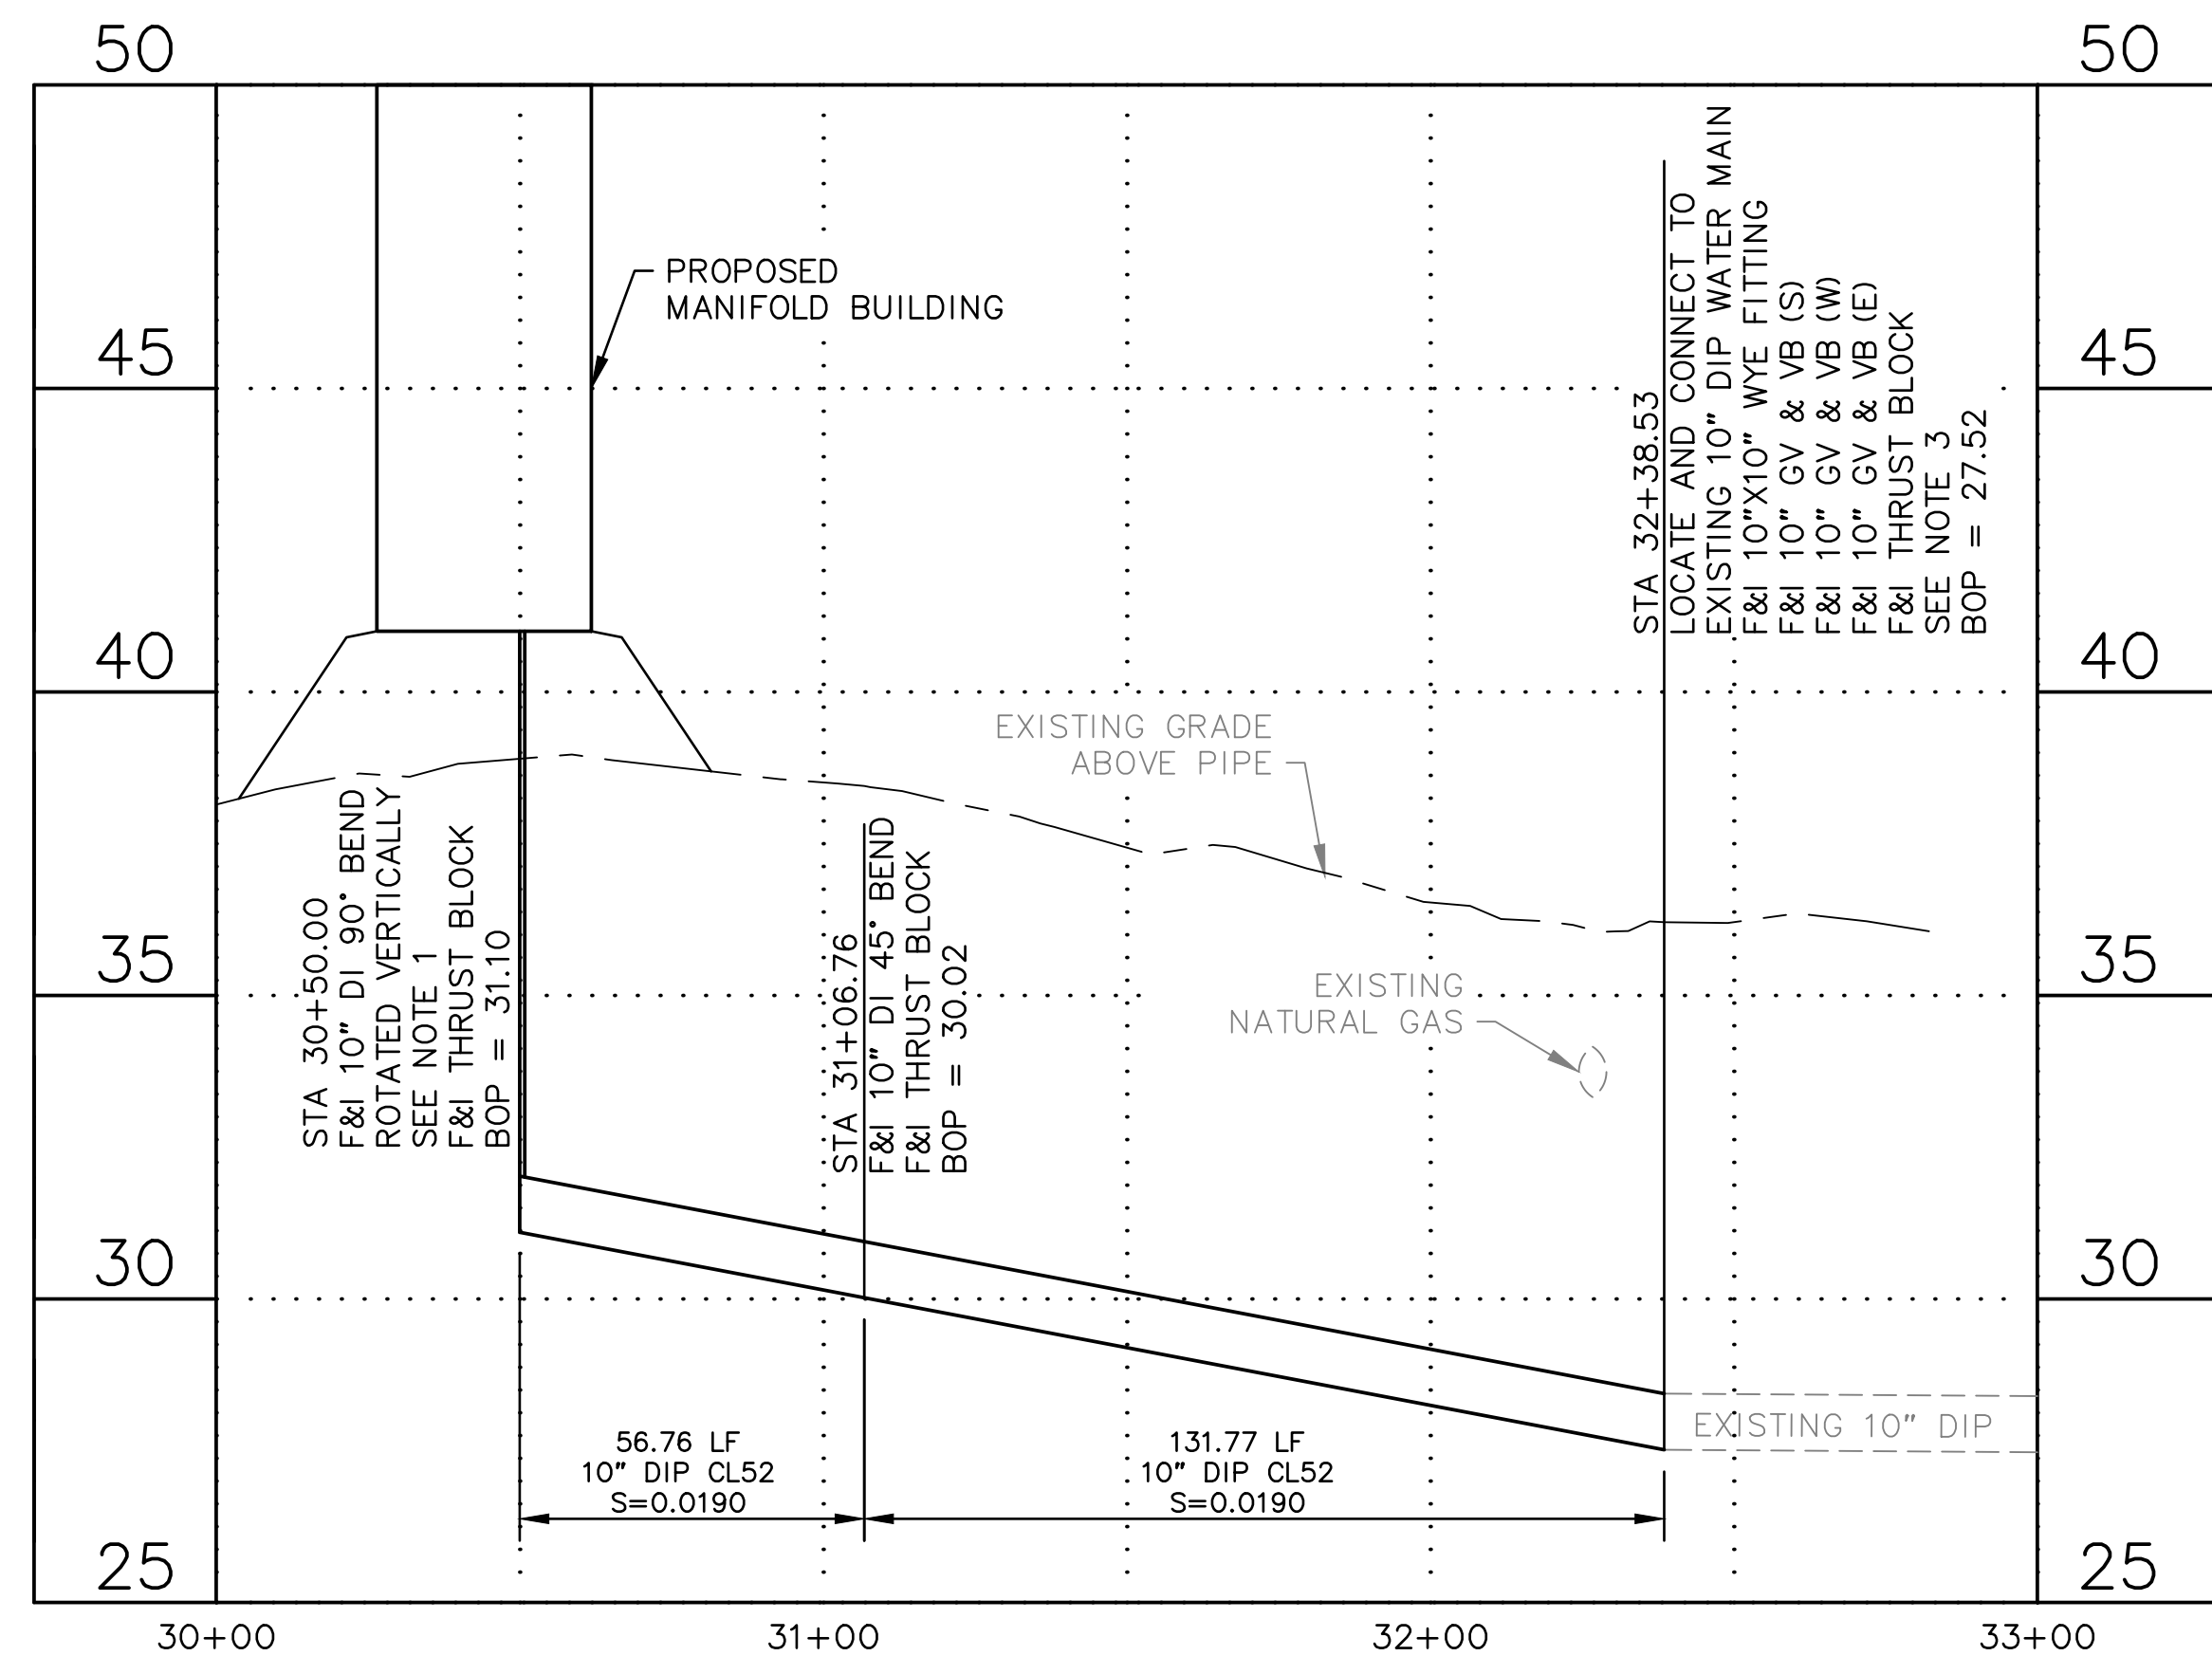 50
50
45
45
40
40
35
35
30
30
25
25
PROPOSED
MANIFOLD BUILDING
STA 32+38.53
LOCATE AND CONNECT TO
EXISTING 10" DIP WATER MAIN
F&I 10"X10" WYE FITTING
F&I 10" GV & VB (S)
F&I 10" GV & VB (W)
F&I 10" GV & VB (E)
F&I THRUST BLOCK
SEE NOTE 3
BOP = 27.52
EXISTING GRADE
ABOVE PIPE
STA 30+50.00
F&I 10" DI 90° BEND
ROTATED VERTICALLY
SEE NOTE 1
F&I THRUST BLOCK
BOP = 31.10
STA 31+06.76
F&I 10" DI 45° BEND
F&I THRUST BLOCK
BOP = 30.02
EXISTING
NATURAL GAS
EXISTING 10" DIP
56.76 LF
10" DIP CL52
S=0.0190
131.77 LF
10" DIP CL52
S=0.0190
30+00
31+00
32+00
33+00